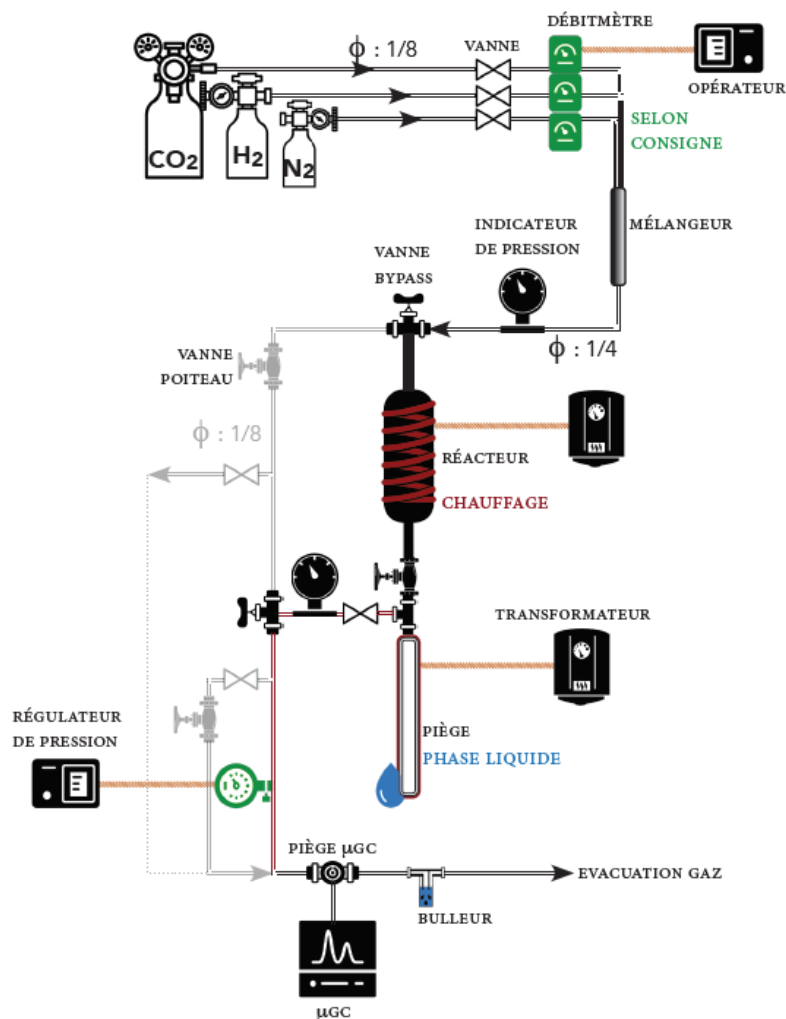 DÉBITMÈTRE
ϕ : 1/8
VANNE
OPÉRATEUR
CO2
H2
N2
SELON
CONSIGNE
INDICATEUR
DE PRESSION
MÉLANGEUR
VANNE
BYPASS
ϕ : 1/4
VANNE
POITEAU
ϕ : 1/8
RÉACTEUR
CHAUFFAGE
TRANSFORMATEUR
RÉGULATEUR
DE PRESSION
PIÈGE
PHASE LIQUIDE
PIÈGE µGC
EVACUATION GAZ
BULLEUR
µGC